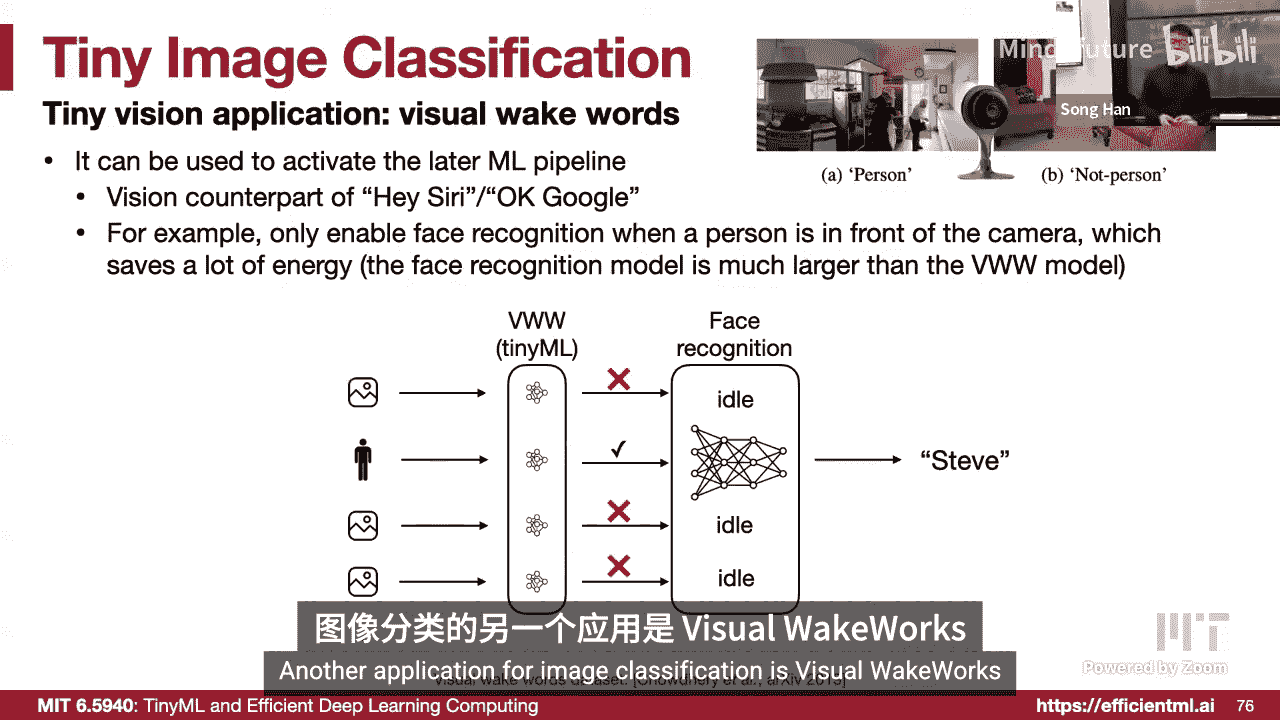 Tiny Image Classification
Mind Future bilibili
Song Han
Tiny vision application: visual wake words
(a) ‘Person’
(b) ‘Not-person’
• It can be used to activate the later ML pipeline
• Vision counterpart of “Hey Siri”/“OK Google”
• For example, only enable face recognition when a person is in front of the camera, which
saves a lot of energy (the face recognition model is much larger than the VWW model)
VWW
(tinyML)
Face
recognition
idle
“Steve”
idle
idle
图像分类的另一个应用是 Visual WakeWorks
Another application for image classification is Visual WakeWorks
MIT
Powered by Zoom
MIT 6.5940: TinyML and Efficient Deep Learning Computing
https://efficientml.ai
76